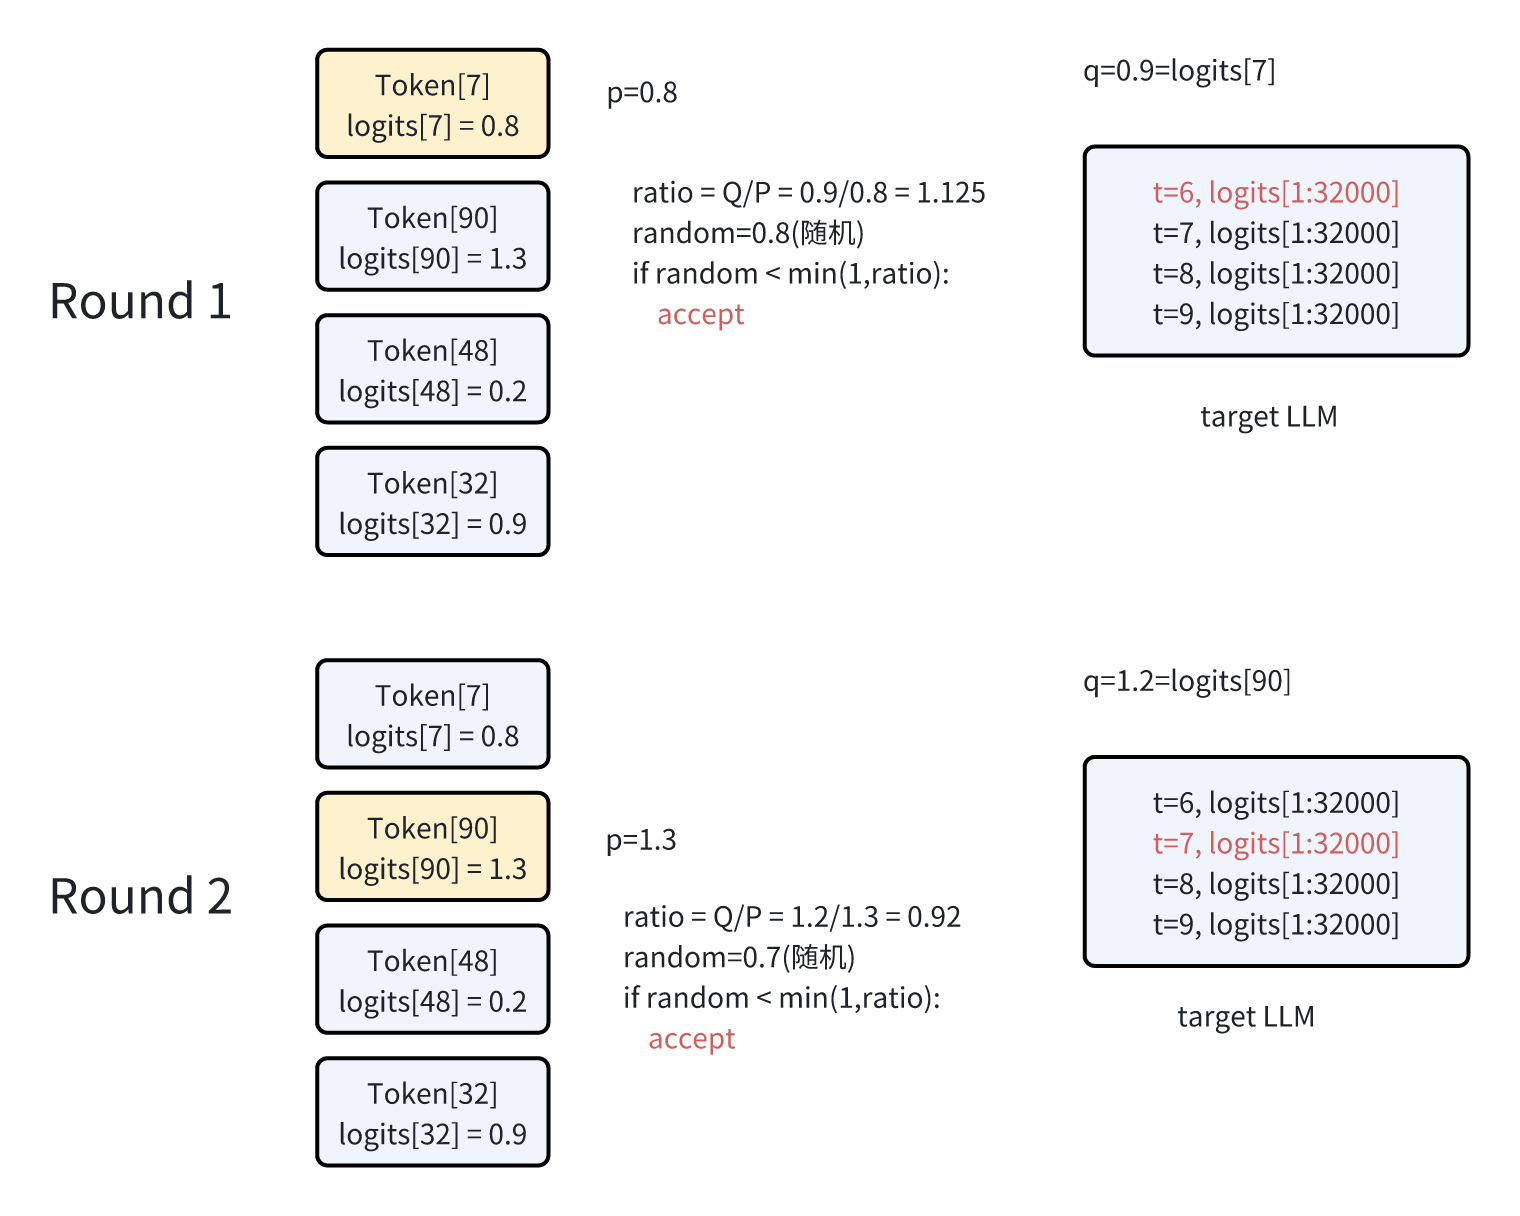 Round 1
Token[7]
logits[7] = 0.8
Token[90]
logits[90] = 1.3
Token[48]
logits[48] = 0.2
Token[32]
logits[32] = 0.9
p=0.8
ratio = Q/P = 0.9/0.8 = 1.125
random=0.8(随机)
if random < min(1,ratio):
accept
q=0.9=logits[7]
t=6, logits[1:32000]
t=7, logits[1:32000]
t=8, logits[1:32000]
t=9, logits[1:32000]
target LLM
Round 2
Token[7]
logits[7] = 0.8
Token[90]
logits[90] = 1.3
Token[48]
logits[48] = 0.2
Token[32]
logits[32] = 0.9
p=1.3
ratio = Q/P = 1.2/1.3 = 0.92
random=0.7(随机)
if random < min(1,ratio):
accept
q=1.2=logits[90]
t=6, logits[1:32000]
t=7, logits[1:32000]
t=8, logits[1:32000]
t=9, logits[1:32000]
target LLM